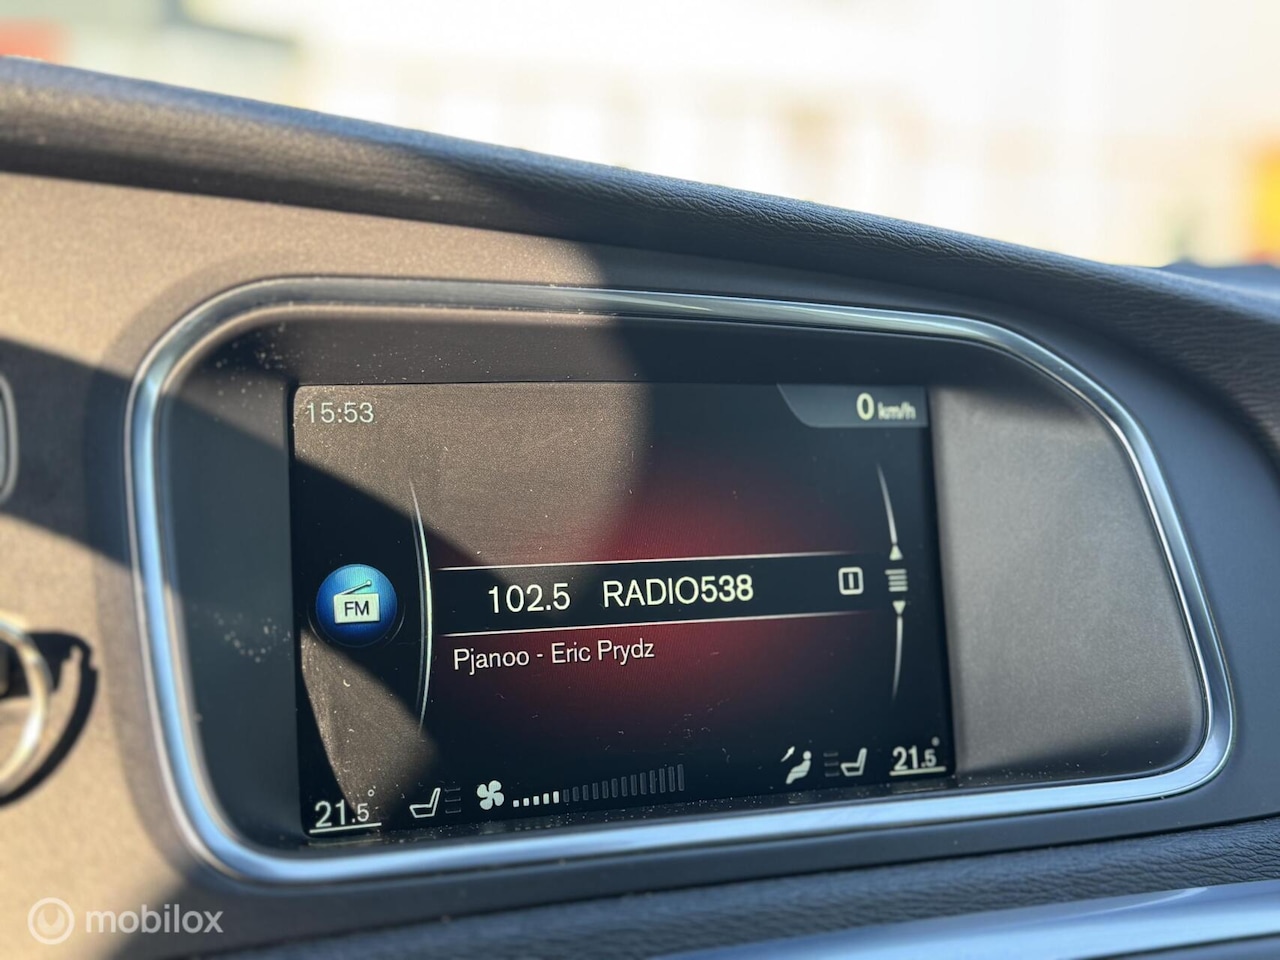 15:53
0 km/h
FM
102.5 RADIO538
Pjanoo - Eric Prydz
21.5°
21.5°
mobilox